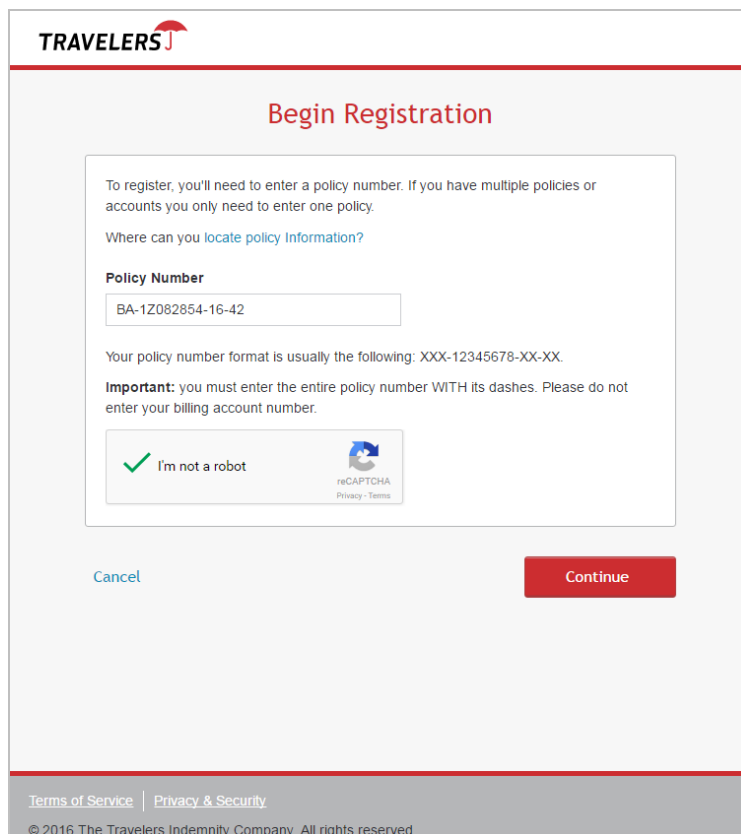 TRAVELERS
Begin Registration
To register, you'll need to enter a policy number. If you have multiple policies or
accounts you only need to enter one policy.
Where can you locate policy Information?
Policy Number
BA-1Z082854-16-42
Your policy number format is usually the following: XXX-12345678-XX-XX.
Important: you must enter the entire policy number WITH its dashes. Please do not
enter your billing account number.
I'm not a robot
reCAPTCHA
Privacy - Terms
Cancel
Continue
Terms of Service | Privacy & Security
© 2016 The Travelers Indemnity Company. All rights reserved